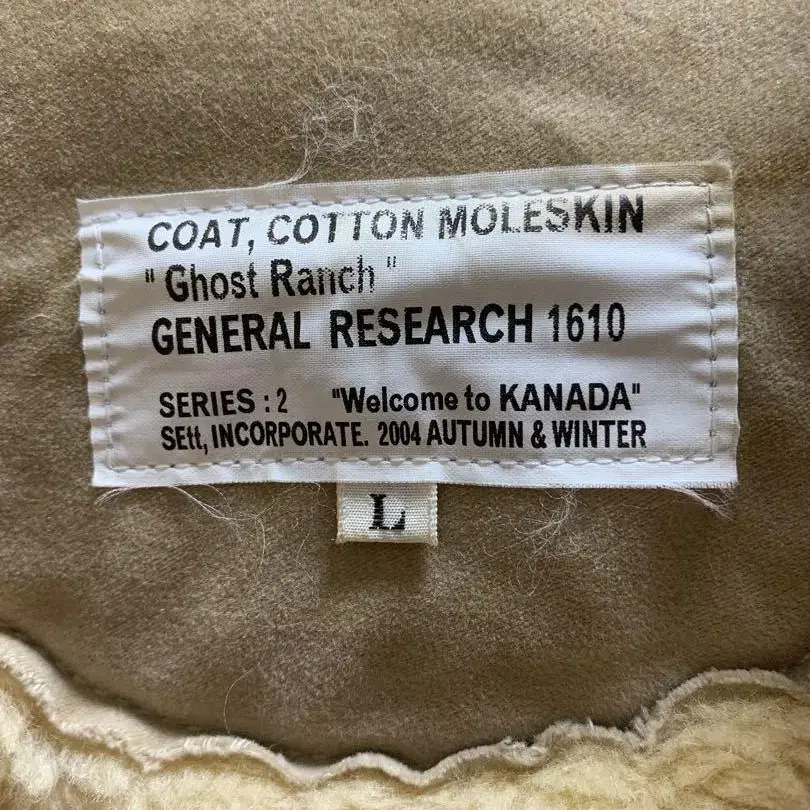 COAT, COTTON MOLESKIN
" Ghost Ranch "
GENERAL RESEARCH 1610
SERIES : 2 "Welcome to KANADA"
SEtt, INCORPORATE. 2004 AUTUMN & WINTER
L